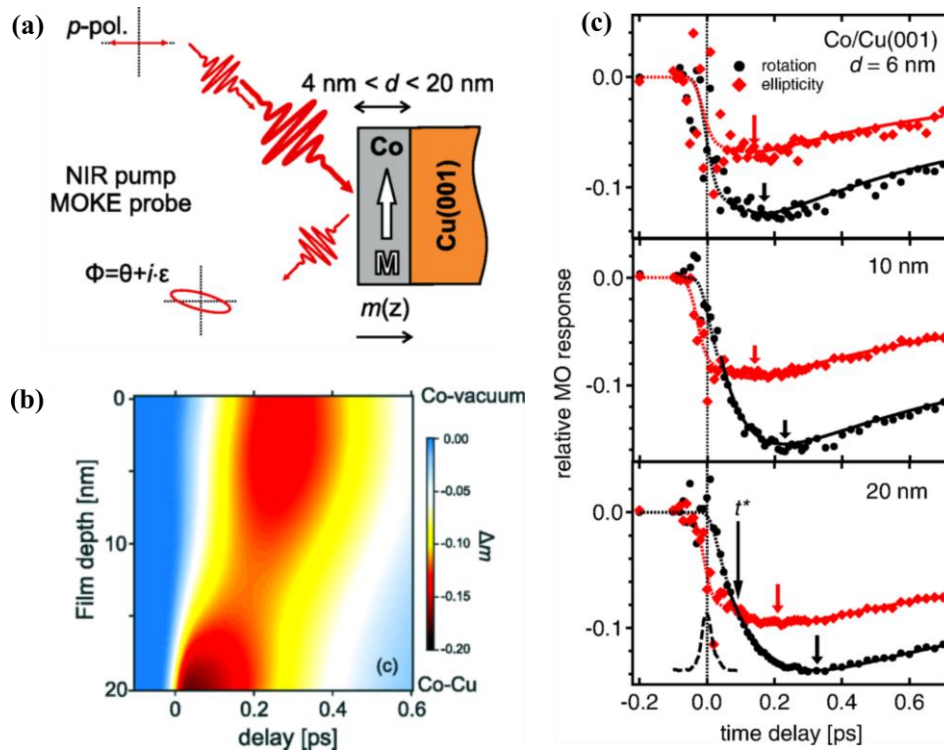 (a)
p-pol.
4 nm < d < 20 nm
NIR pump
MOKE probe
Co
M
Cu(001)
Φ=θ+i·ε
m(z)
(b)
Co-vacuum
Co-Cu
Film depth [nm]
0
10
20
0
0.2
0.4
0.6
delay [ps]
0.00
-0.05
-0.10
-0.15
-0.20
Δm
(c)
(c)
Co/Cu(001)
d = 6 nm
rotation
ellipticity
0.0
-0.1
10 nm
0.0
-0.1
20 nm
t*
0.0
-0.1
relative MO response
-0.2
0.0
0.2
0.4
0.6
time delay [ps]